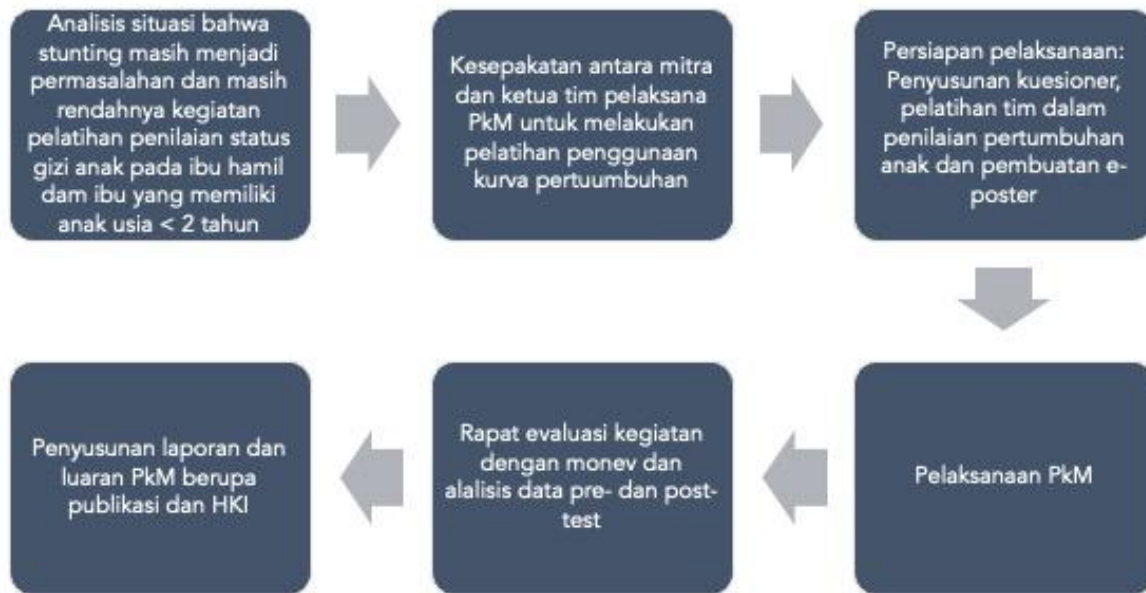 Analisis situasi bahwa
stunting masih menjadi
permasalahan dan masih
rendahnya kegiatan
pelatihan penilaian status
gizi anak pada ibu hamil
dam ibu yang memiliki
anak usia < 2 tahun
Kesepakatan antara mitra
dan ketua tim pelaksana
PkM untuk melakukan
pelatihan penggunaan
kurva pertuumbuhan
Persiapan pelaksanaan:
Penyusunan kuesioner,
pelatihan tim dalam
penilaian pertumbuhan
anak dan pembuatan e-
poster
Pelaksanaan PkM
Rapat evaluasi kegiatan
dengan monev dan
alalisis data pre- dan post-
test
Penyusunan laporan dan
luaran PkM berupa
publikasi dan HKI